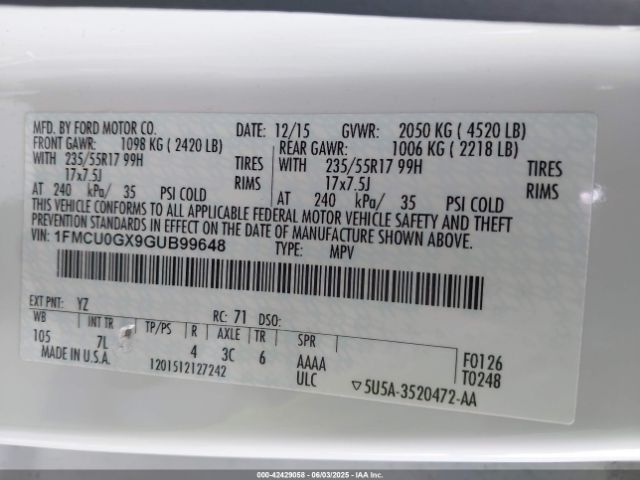 MFD. BY FORD MOTOR CO. DATE: 12/15 GVWR: 2050 KG ( 4520 LB)
FRONT GAWR: 1098 KG ( 2420 LB) REAR GAWR: 1006 KG ( 2218 LB)
WITH 235/55R17 99H TIRES WITH 235/55R17 99H TIRES
17x7.5J RIMS 17x7.5J RIMS
AT 240 kPa/ 35 PSI COLD AT 240 kPa/ 35 PSI COLD
THIS VEHICLE CONFORMS TO ALL APPLICABLE FEDERAL MOTOR VEHICLE SAFETY AND THEFT
PREVENTION STANDARDS IN EFFECT ON THE DATE OF MANUFACTURE SHOWN ABOVE.
VIN: 1FMCU0GX9GUB99648 TYPE: MPV
EXT PNT: YZ RC: 71 DSO:
WB INT TR TP/PS R AXLE TR SPR
105 7L 4 3C 6 AAAA F0126
MADE IN U.S.A. 1201512127242 ULC T0248
▽5U5A-3520472-AA
000-42429058 - 06/03/2025 - IAA Inc.